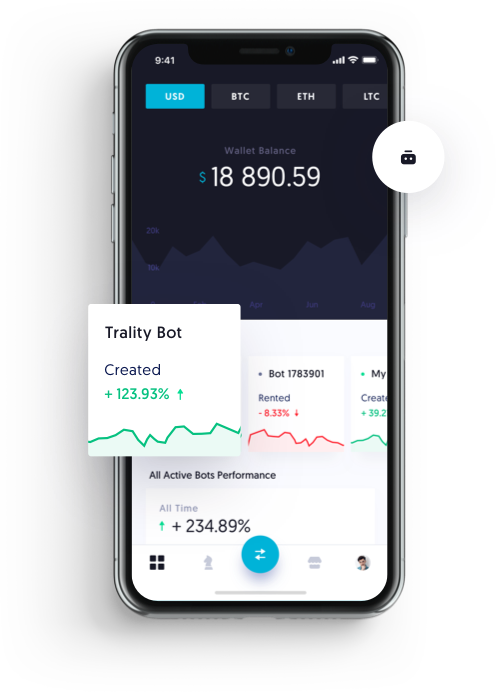 9:41
USD BTC ETH LTC
Wallet Balance
$ 18 890.59
20k
10k
Apr Jun Aug
Trality Bot
Created
+ 123.93% ↑
Bot 1783901
Rented
- 8.33% ↓
My
Create
+ 39.2
All Active Bots Performance
All Time
↑ + 234.89%